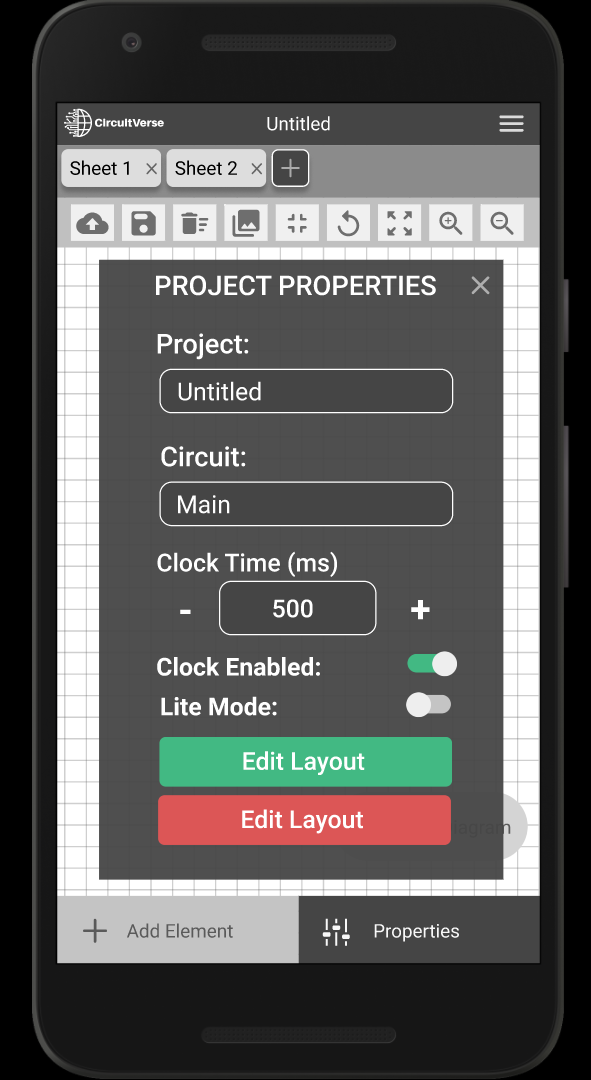 CircuitVerse
Untitled
Sheet 1
Sheet 2
PROJECT PROPERTIES
Project:
Untitled
Circuit:
Main
Clock Time (ms)
- 500 +
Clock Enabled:
Lite Mode:
Edit Layout
Edit Layout
Add Element
Properties